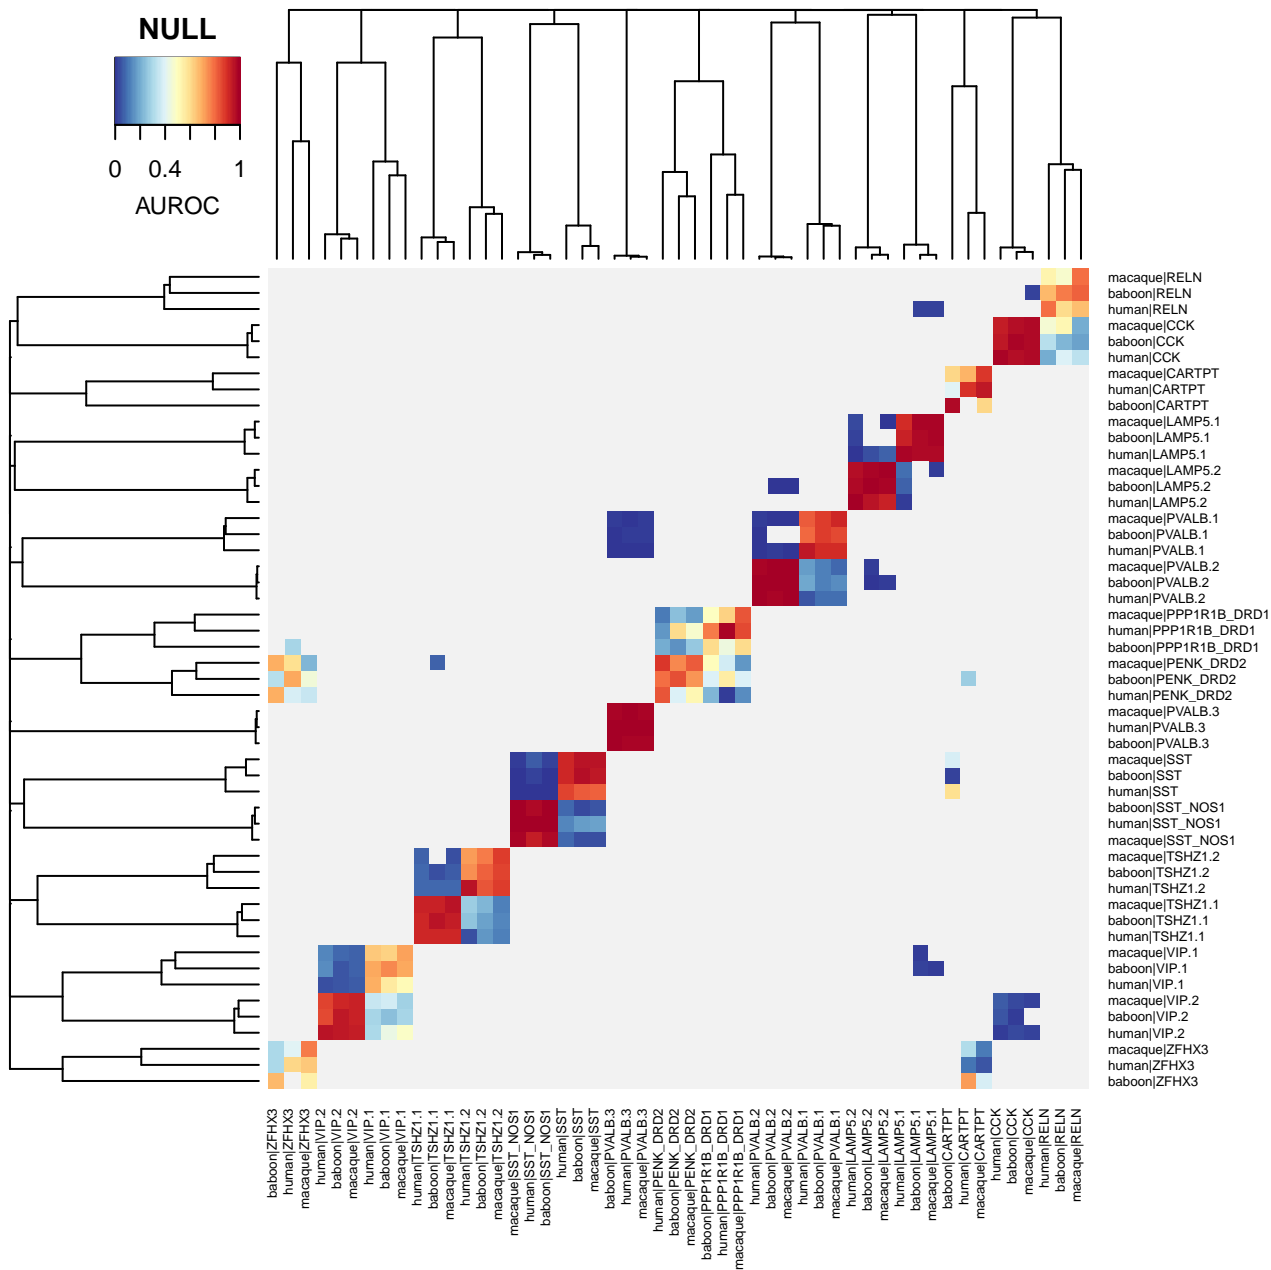 NULL
0 0.4 1
AUROC
macaque|RELN
baboon|RELN
human|RELN
macaque|CCK
baboon|CCK
human|CCK
macaque|CARTPT
human|CARTPT
baboon|CARTPT
macaque|LAMP5.1
baboon|LAMP5.1
human|LAMP5.1
macaque|LAMP5.2
baboon|LAMP5.2
human|LAMP5.2
macaque|PVALB.1
baboon|PVALB.1
human|PVALB.1
macaque|PVALB.2
baboon|PVALB.2
human|PVALB.2
macaque|PPP1R1B_DRD1
human|PPP1R1B_DRD1
baboon|PPP1R1B_DRD1
macaque|PENK_DRD2
baboon|PENK_DRD2
human|PENK_DRD2
macaque|PVALB.3
human|PVALB.3
baboon|PVALB.3
macaque|SST
baboon|SST
human|SST
baboon|SST_NOS1
human|SST_NOS1
macaque|SST_NOS1
macaque|TSHZ1.2
baboon|TSHZ1.2
human|TSHZ1.2
macaque|TSHZ1.1
baboon|TSHZ1.1
human|TSHZ1.1
macaque|VIP.1
baboon|VIP.1
human|VIP.1
macaque|VIP.2
baboon|VIP.2
human|VIP.2
macaque|ZFHX3
human|ZFHX3
baboon|ZFHX3
baboon|ZFHX3
human|ZFHX3
macaque|ZFHX3
human|VIP.2
baboon|VIP.2
macaque|VIP.2
human|VIP.1
baboon|VIP.1
macaque|VIP.1
human|TSHZ1.1
baboon|TSHZ1.1
macaque|TSHZ1.1
human|TSHZ1.2
baboon|TSHZ1.2
macaque|TSHZ1.2
macaque|SST_NOS1
human|SST_NOS1
baboon|SST_NOS1
human|SST
baboon|SST
macaque|SST
baboon|PVALB.3
human|PVALB.3
macaque|PVALB.3
human|PENK_DRD2
baboon|PENK_DRD2
macaque|PENK_DRD2
baboon|PPP1R1B_DRD1
human|PPP1R1B_DRD1
macaque|PPP1R1B_DRD1
human|PVALB.2
baboon|PVALB.2
macaque|PVALB.2
human|PVALB.1
baboon|PVALB.1
macaque|PVALB.1
human|LAMP5.2
baboon|LAMP5.2
macaque|LAMP5.2
human|LAMP5.1
baboon|LAMP5.1
macaque|LAMP5.1
baboon|CARTPT
human|CARTPT
macaque|CARTPT
human|CCK
baboon|CCK
macaque|CCK
human|RELN
baboon|RELN
macaque|RELN